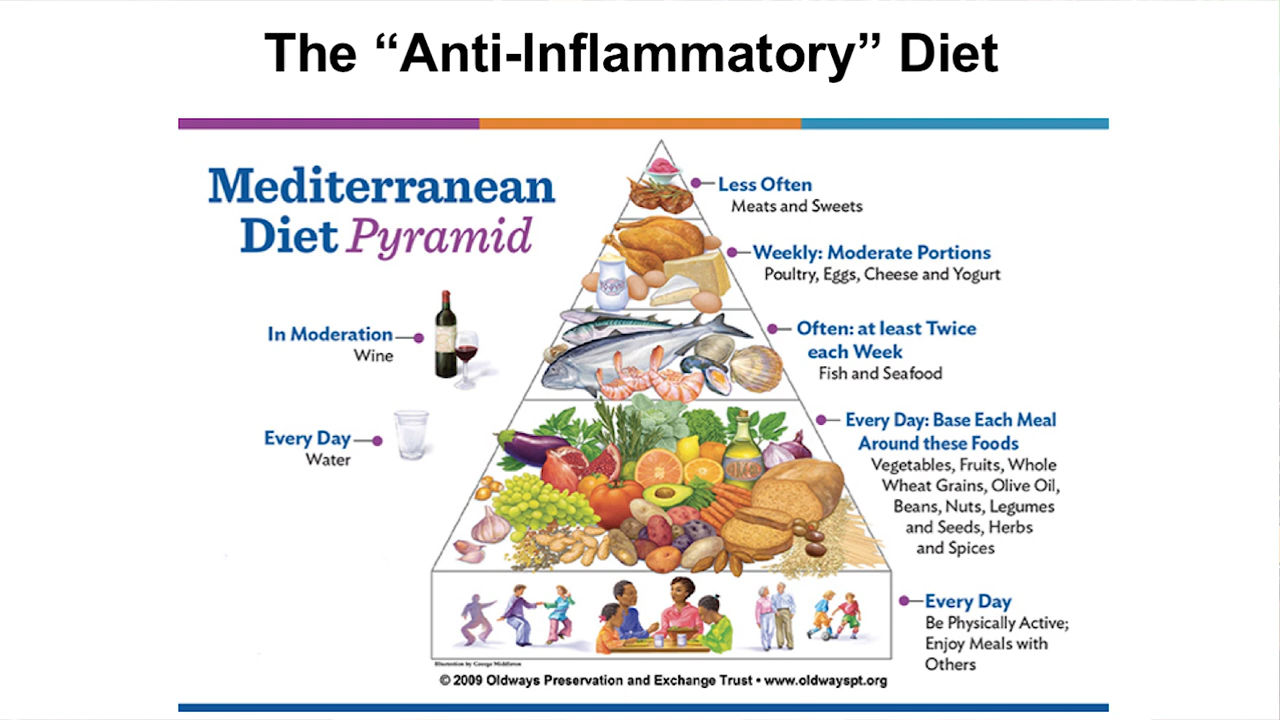 The “Anti-Inflammatory” Diet
Mediterranean
Diet Pyramid
Less Often
Meats and Sweets
Weekly: Moderate Portions
Poultry, Eggs, Cheese and Yogurt
In Moderation
Wine
Often: at least Twice
each Week
Fish and Seafood
Every Day
Water
Every Day: Base Each Meal
Around these Foods
Vegetables, Fruits, Whole
Wheat Grains, Olive Oil,
Beans, Nuts, Legumes
and Seeds, Herbs
and Spices
Every Day
Be Physically Active;
Enjoy Meals with
Others
Illustration by George Middleton
© 2009 Oldways Preservation and Exchange Trust • www.oldwayspt.org